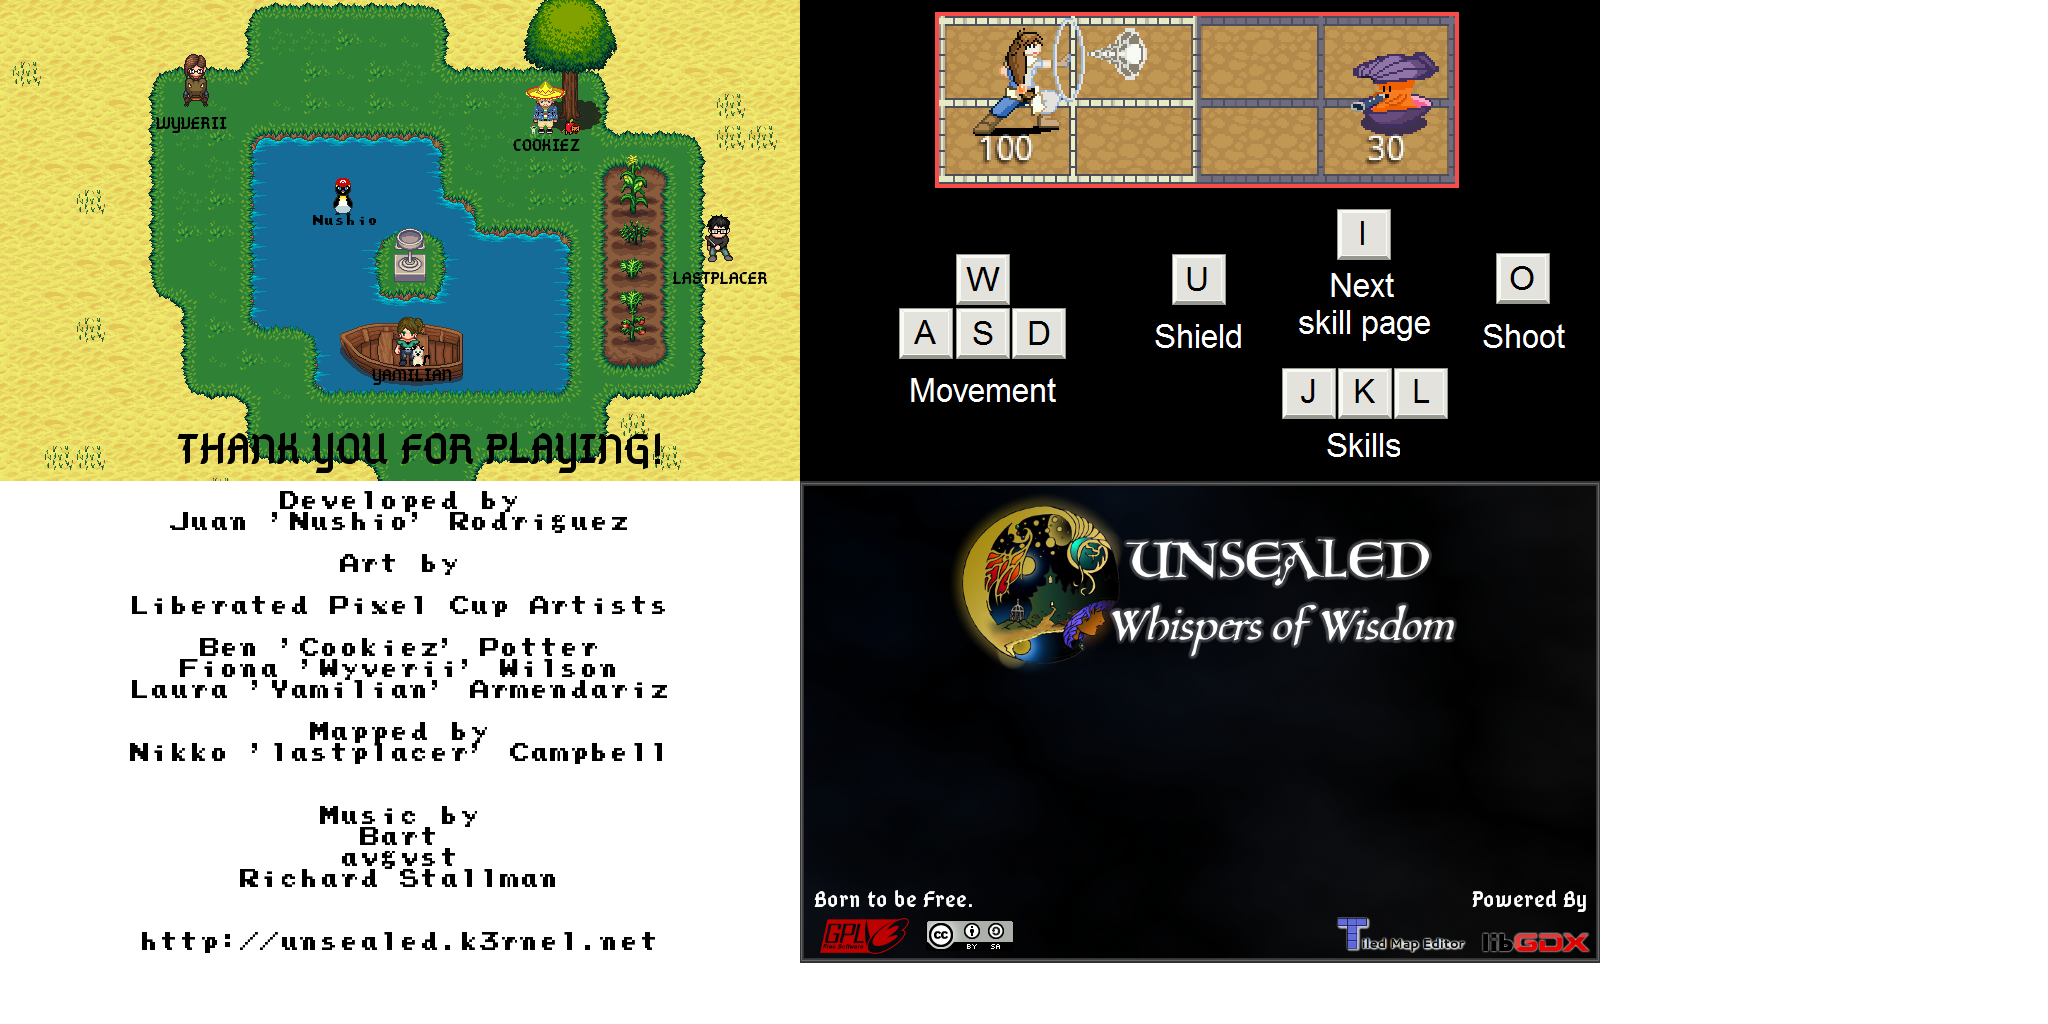 WYVERII
COOKIEZ
Nushio
LASTPLACER
YAMILIAN
THANK YOU FOR PLAYING!
Developed by
Juan 'Nushio' Rodriguez
Art by
Liberated Pixel Cup Artists
Ben 'Cookiez' Potter
Fiona 'Wyverii' Wilson
Laura 'Yamilian' Armendariz
Mapped by
Nikko 'lastplacer' Campbell
Music by
Bart
avgvst
Richard Stallman
http://unsealed.k3rnel.net
100
30
W
A S D
Movement
U
Shield
I
Next
skill page
O
Shoot
J K L
Skills
UNSEALED
Whispers of Wisdom
Born to be Free.
GPL v3
Free Software
cc
BY SA
Powered By
Tiled Map Editor
libGDX